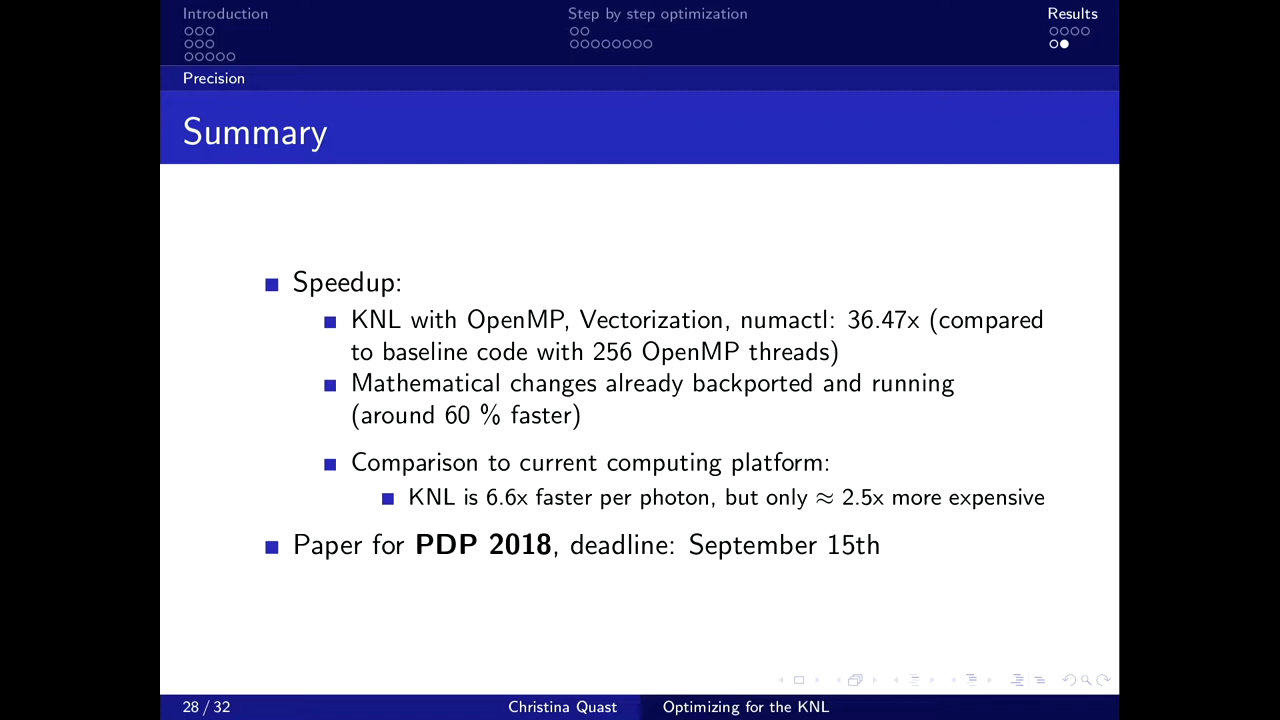 Introduction
Step by step optimization
Results
Precision
Summary
Speedup:
KNL with OpenMP, Vectorization, numactl: 36.47x (compared
to baseline code with 256 OpenMP threads)
Mathematical changes already backported and running
(around 60 % faster)
Comparison to current computing platform:
KNL is 6.6x faster per photon, but only ≈ 2.5x more expensive
Paper for PDP 2018, deadline: September 15th
28 / 32
Christina Quast
Optimizing for the KNL